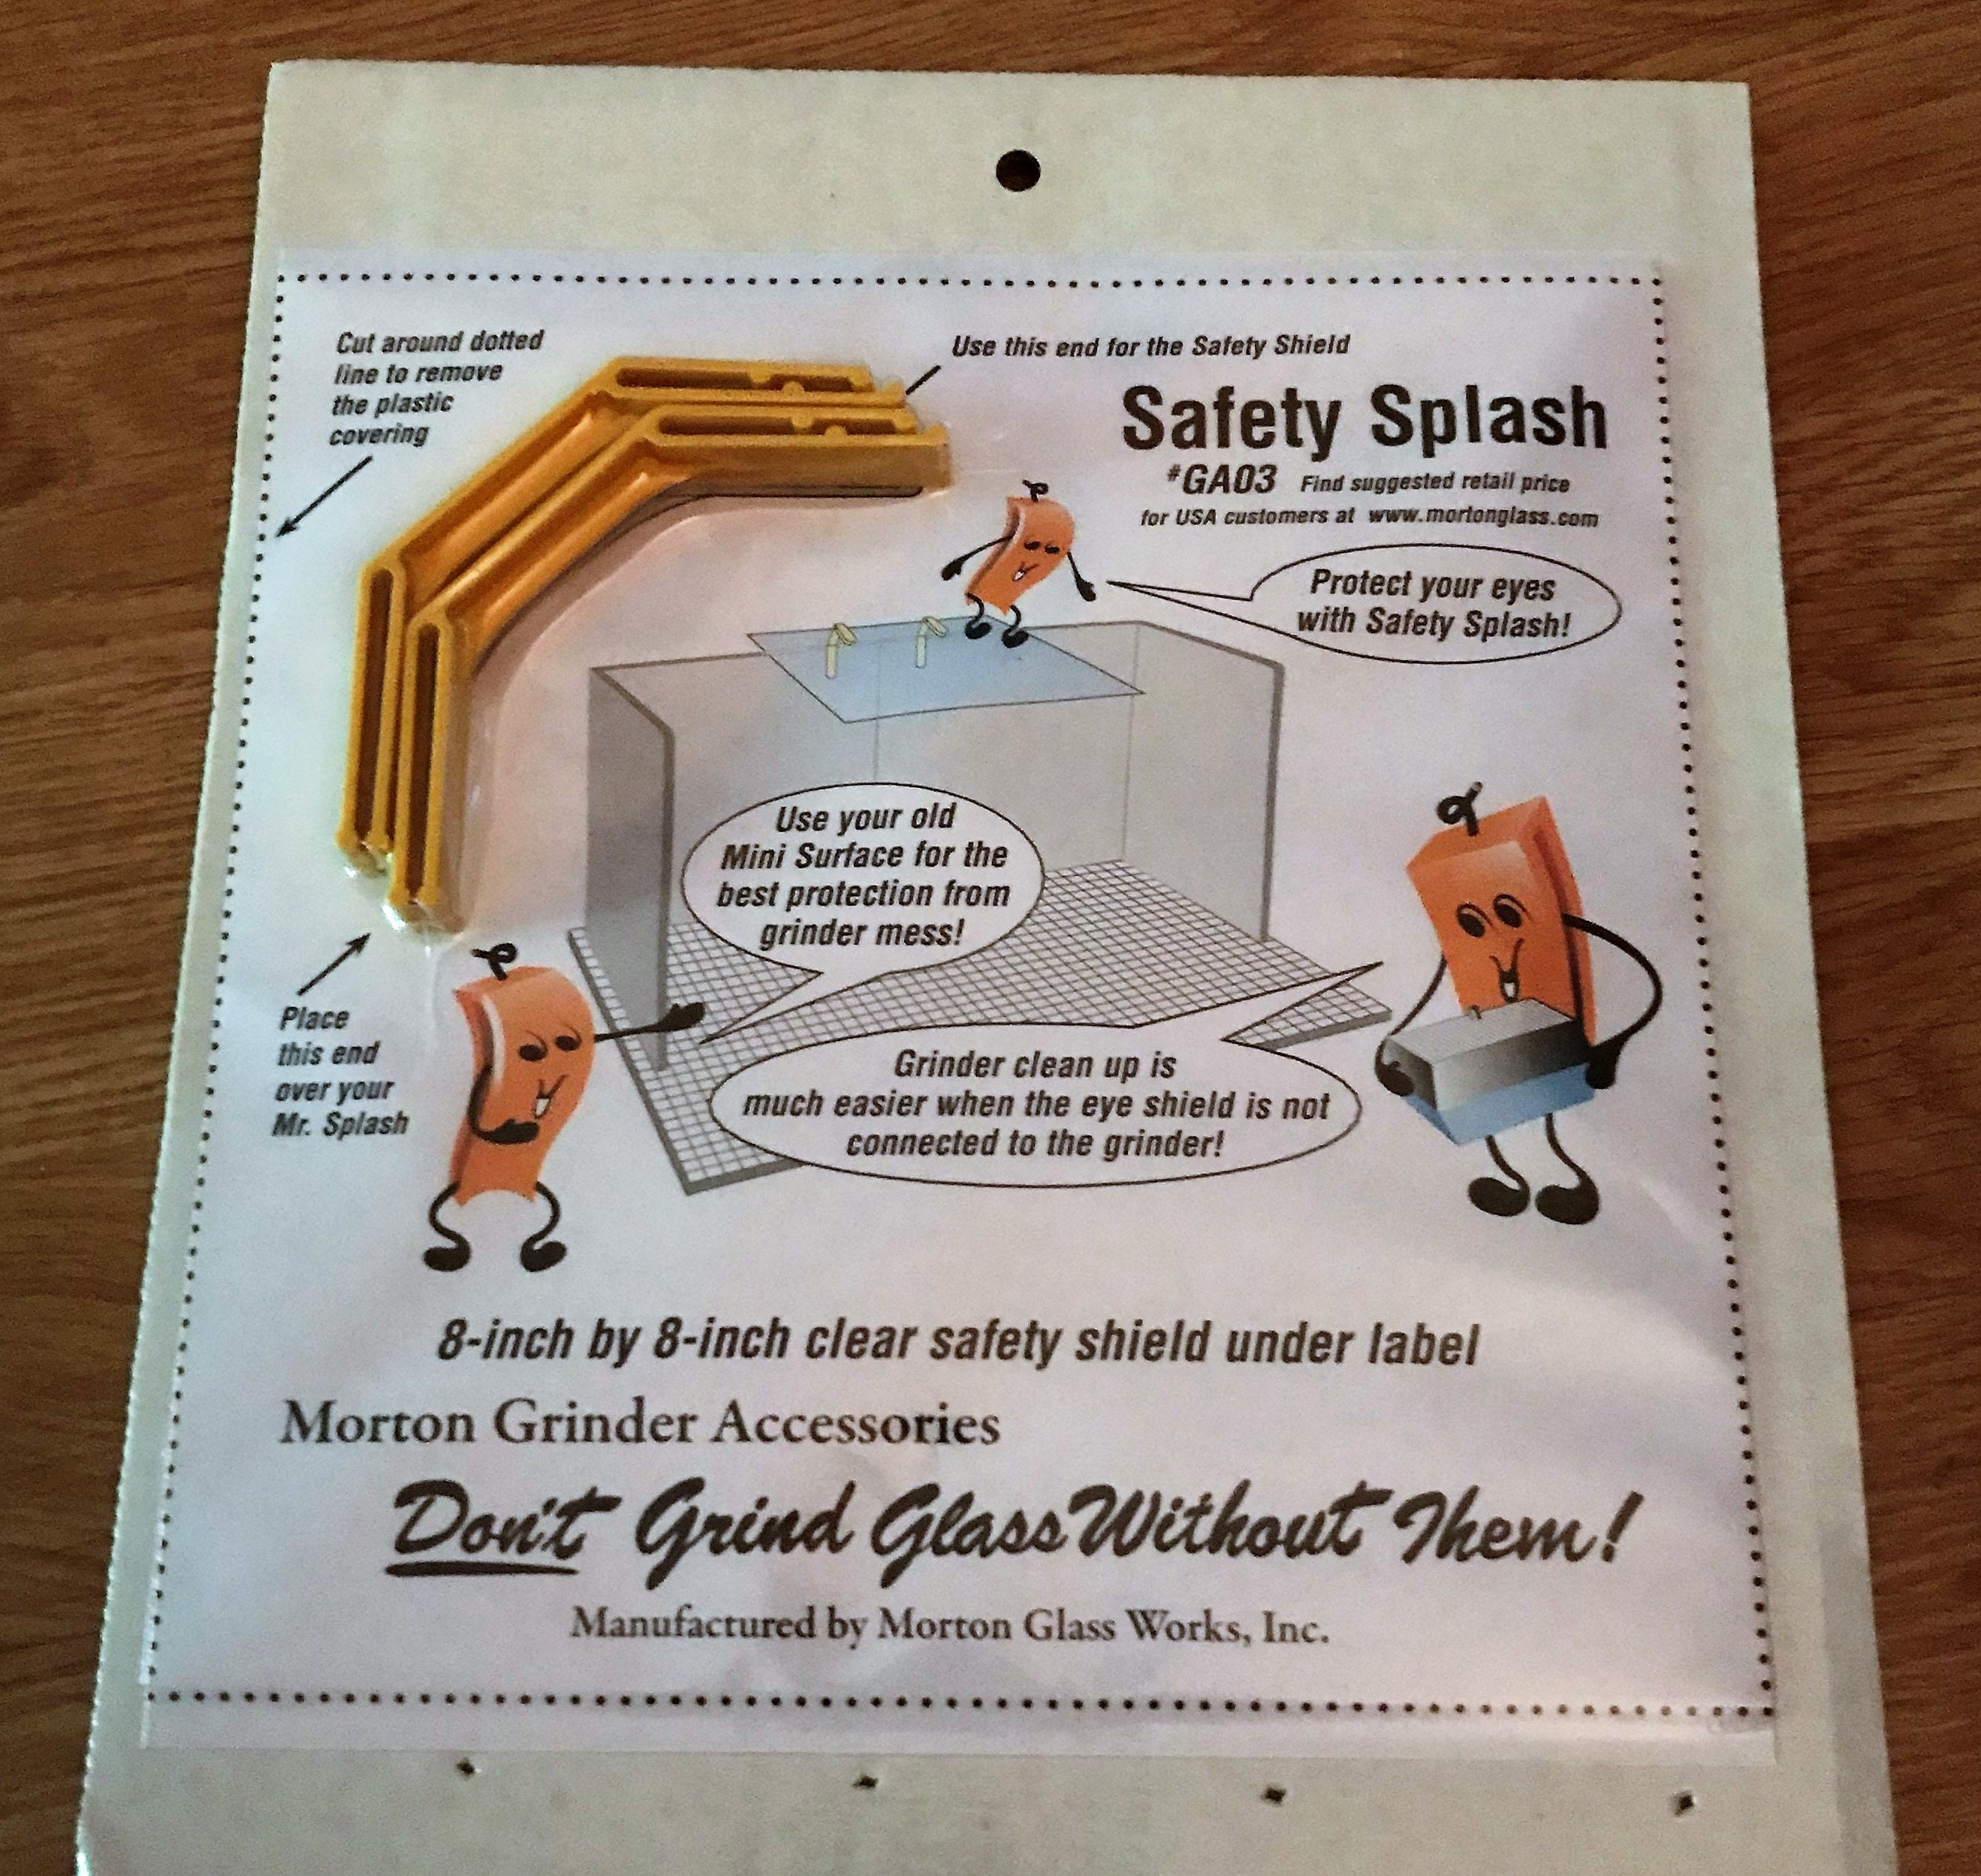 Cut around dotted
line to remove
the plastic
covering
Use this end for the Safety Shield
Safety Splash
#GA03 Find suggested retail price
for USA customers at www.mortonglass.com
Protect your eyes
with Safety Splash!
Use your old
Mini Surface for the
best protection from
grinder mess!
Place
this end
over your
Mr. Splash
Grinder clean up is
much easier when the eye shield is not
connected to the grinder!
8-inch by 8-inch clear safety shield under label
Morton Grinder Accessories
Don't Grind Glass Without Them!
Manufactured by Morton Glass Works, Inc.